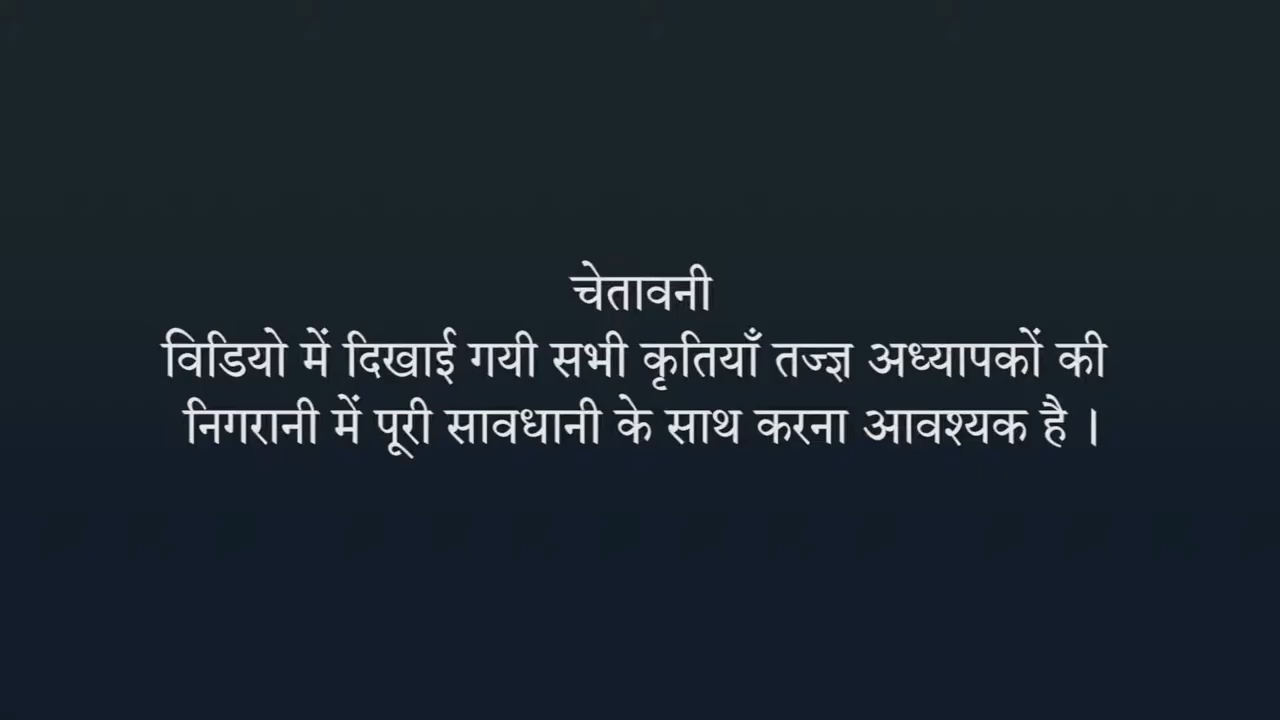 चेतावनी
विडियो में दिखाई गयी सभी कृतियाँ तज्ज्ञ अध्यापकों की
निगरानी में पूरी सावधानी के साथ करना आवश्यक है ।